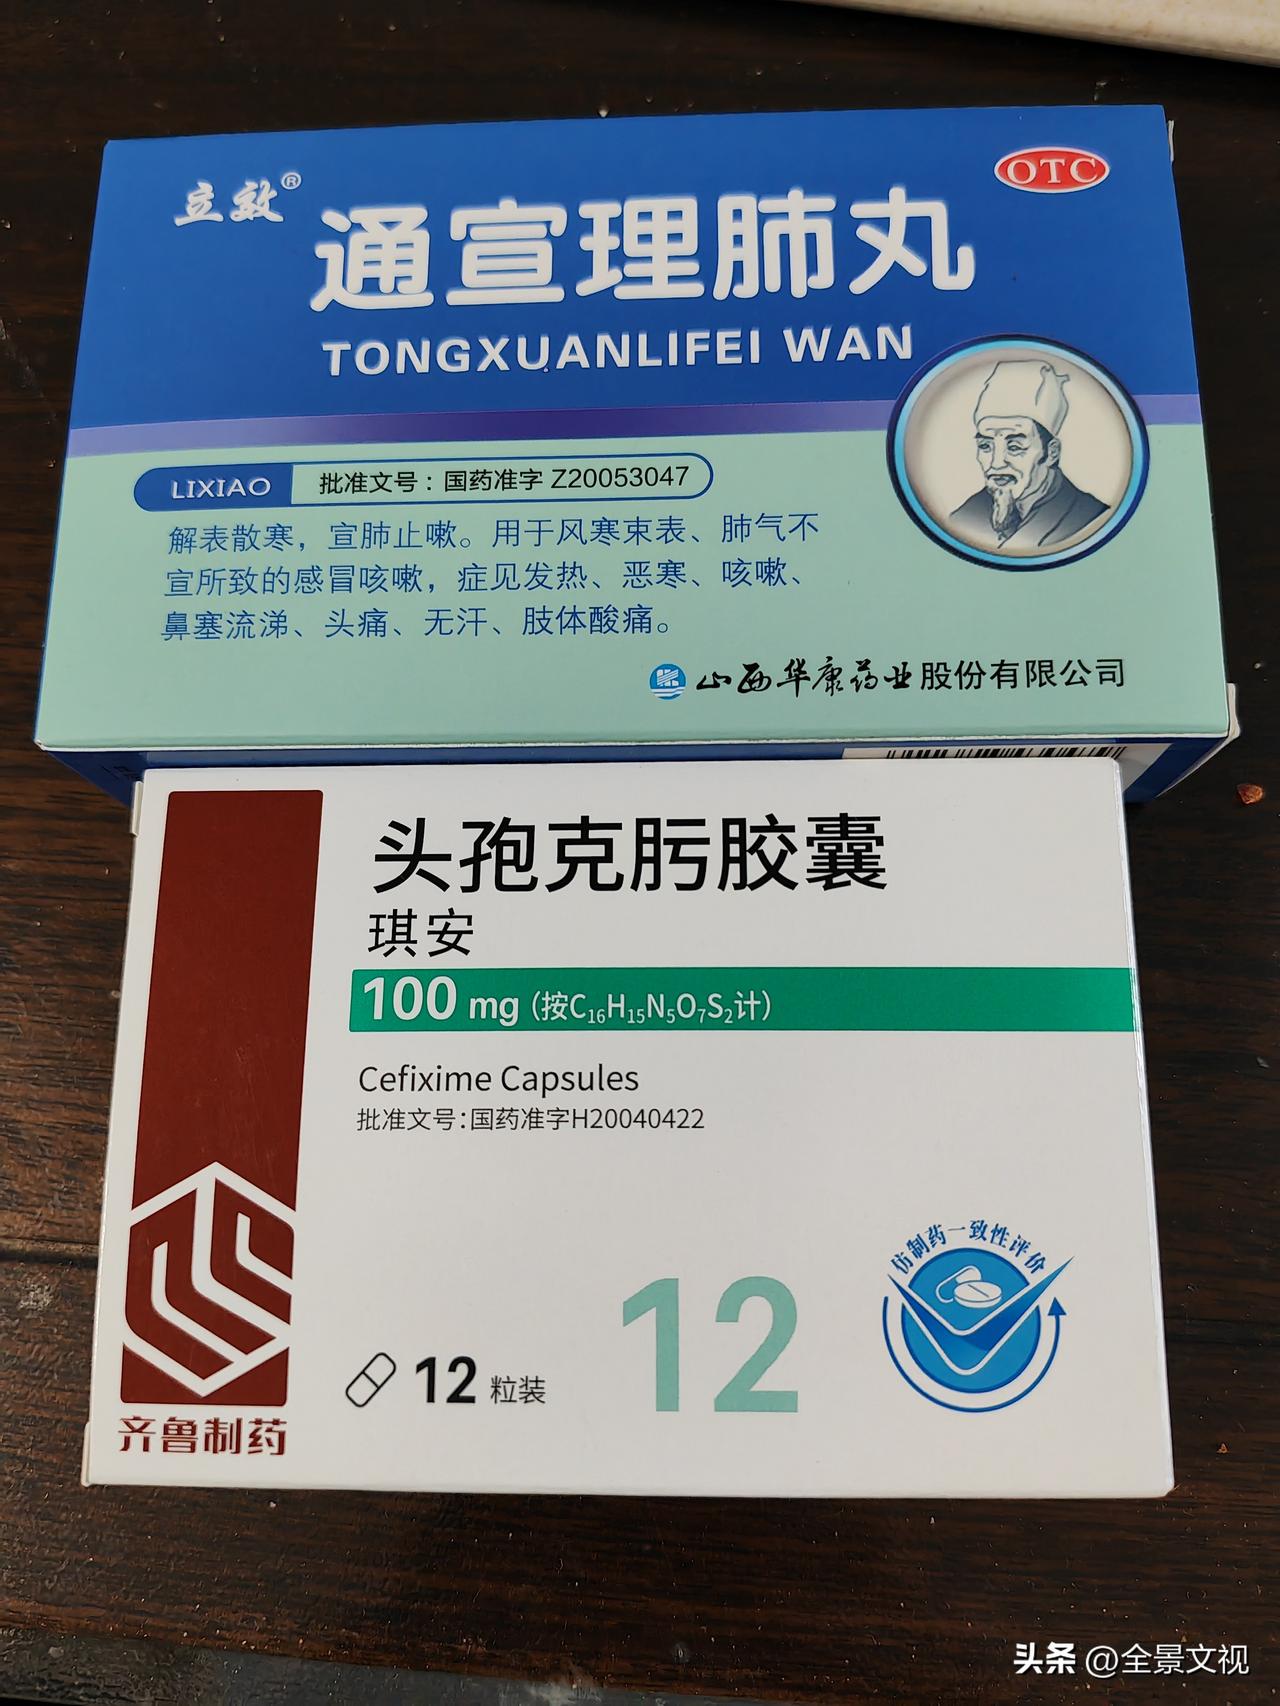 立效®
OTC
通宣理肺丸
TONGXUANLIFEI WAN
LIXIAO 批准文号：国药准字 Z20053047
解表散寒，宣肺止嗽。用于风寒束表、肺气不
宣所致的感冒咳嗽，症见发热、恶寒、咳嗽、
鼻塞流涕、头痛、无汗、肢体酸痛。
山西华康药业股份有限公司
头孢克肟胶囊
琪安
100 mg (按C₁₆H₁₅N₅O₇S₂计)
Cefixime Capsules
批准文号:国药准字H20040422
仿制药一致性评价
12 粒装
12
齐鲁制药
头条 @全景文视